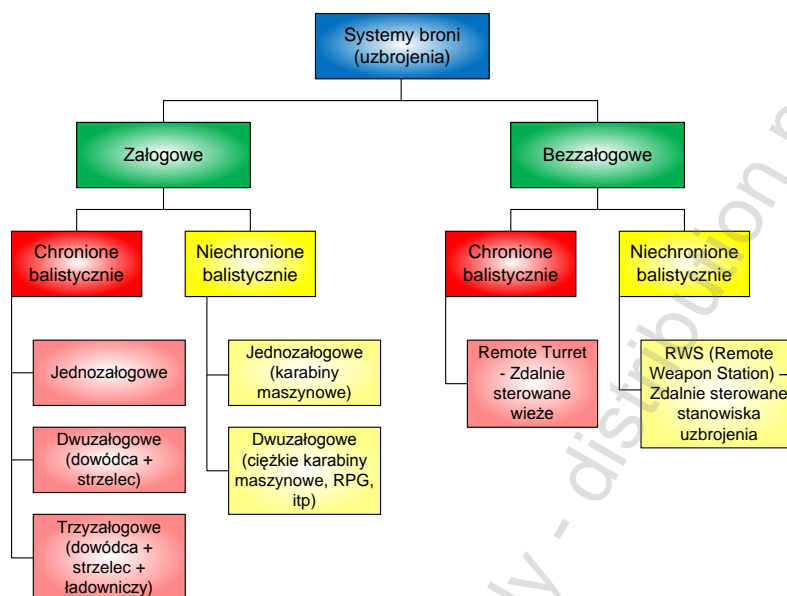 Systemy broni
(uzbrojenia)
Załogowe
Bezzałogowe
Chronione
balistycznie
Niechronione
balistycznie
Chronione
balistycznie
Niechronione
balistycznie
Jednozałogowe
Dwuzałogowe
(dowódca +
strzelec)
Trzyzałogowe
(dowódca +
strzelec +
ładowniczy)
Jednozałogowe
(karabiny
maszynowe)
Dwuzałogowe
(ciężkie karabiny
maszynowe, RPG,
itp)
Remote Turret
- Zdalnie
sterowane
wieże
RWS (Remote
Weapon Station) –
Zdalnie sterowane
stanowiska
uzbrojenia
- distribution